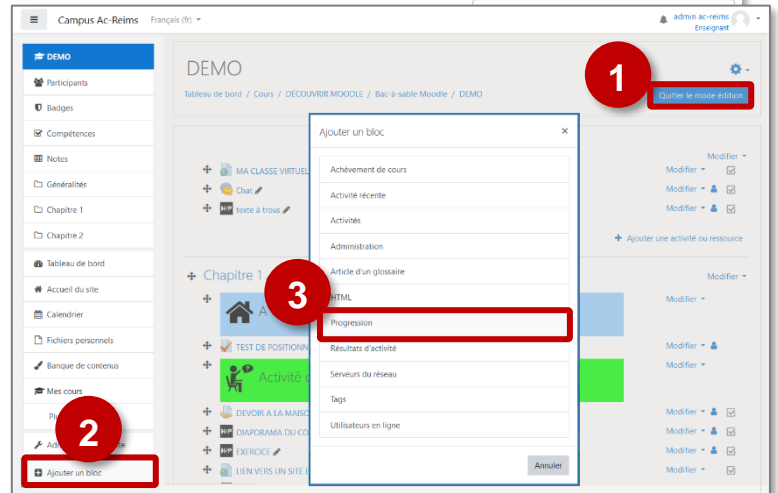 Campus Ac-Reims Français (fr)
admin ac-reims
Enseignant
DEMO
Participants
Badges
Compétences
Notes
Généralités
Chapitre 1
Chapitre 2
Tableau de bord
Accueil du site
Calendrier
Fichiers personnels
Banque de contenus
Mes cours
2
Ajouter un bloc
DEMO
Tableau de bord / Cours / DÉCOUVRIR MOODLE / Bac-à-sable Moodle / DEMO
1
Quitter le mode édition
Modifier
MA CLASSE VIRTUEL Modifier
Chat Modifier
H5P texte à trous Modifier
Ajouter une activité ou ressource
Chapitre 1 Modifier
A Modifier
TEST DE POSITIONN Modifier
Activité Modifier
DEVOIR A LA MAISO Modifier
H5P DIAPORAMA DU CO Modifier
H5P EXERCICE Modifier
LIEN VERS UN SITE Modifier
Ajouter un bloc ×
Achèvement de cours
Activité récente
Activités
Administration
Article d'un glossaire
3
HTML
Progression
Résultats d'activité
Serveurs du réseau
Tags
Utilisateurs en ligne
Annuler